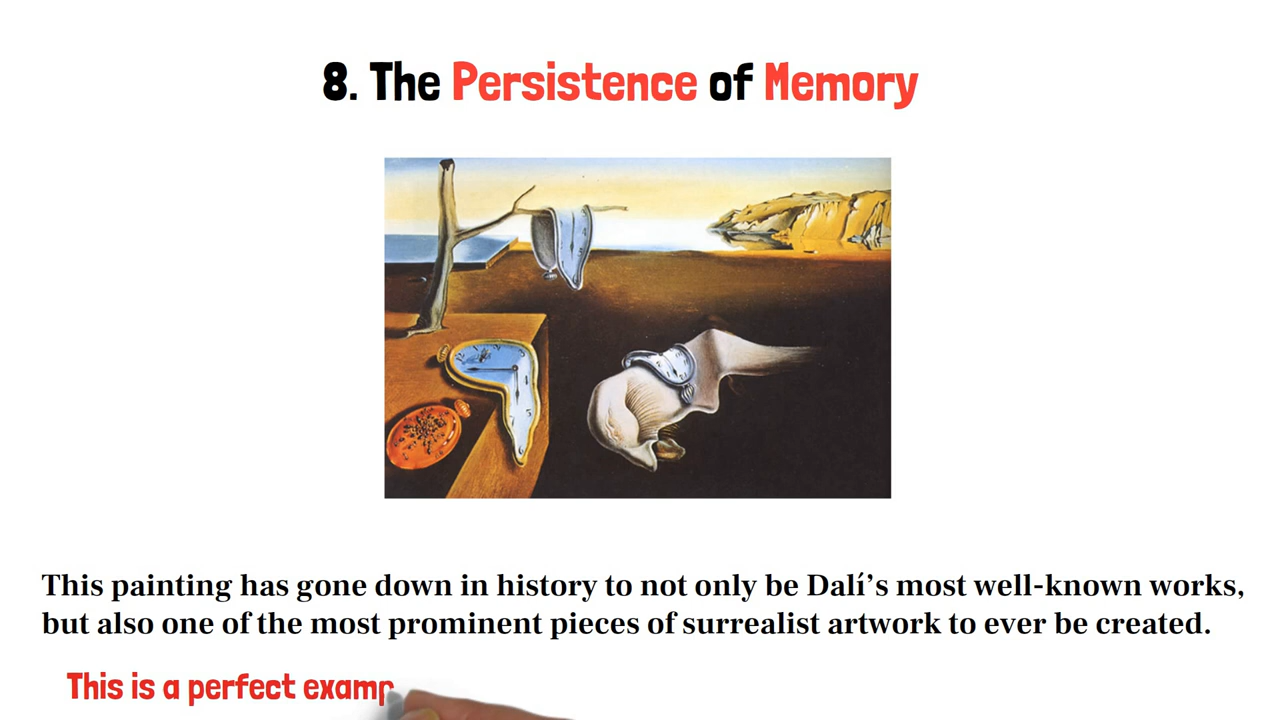 8. The Persistence of Memory
This painting has gone down in history to not only be Dalí’s most well-known works,
but also one of the most prominent pieces of surrealist artwork to ever be created.
This is a perfect examp